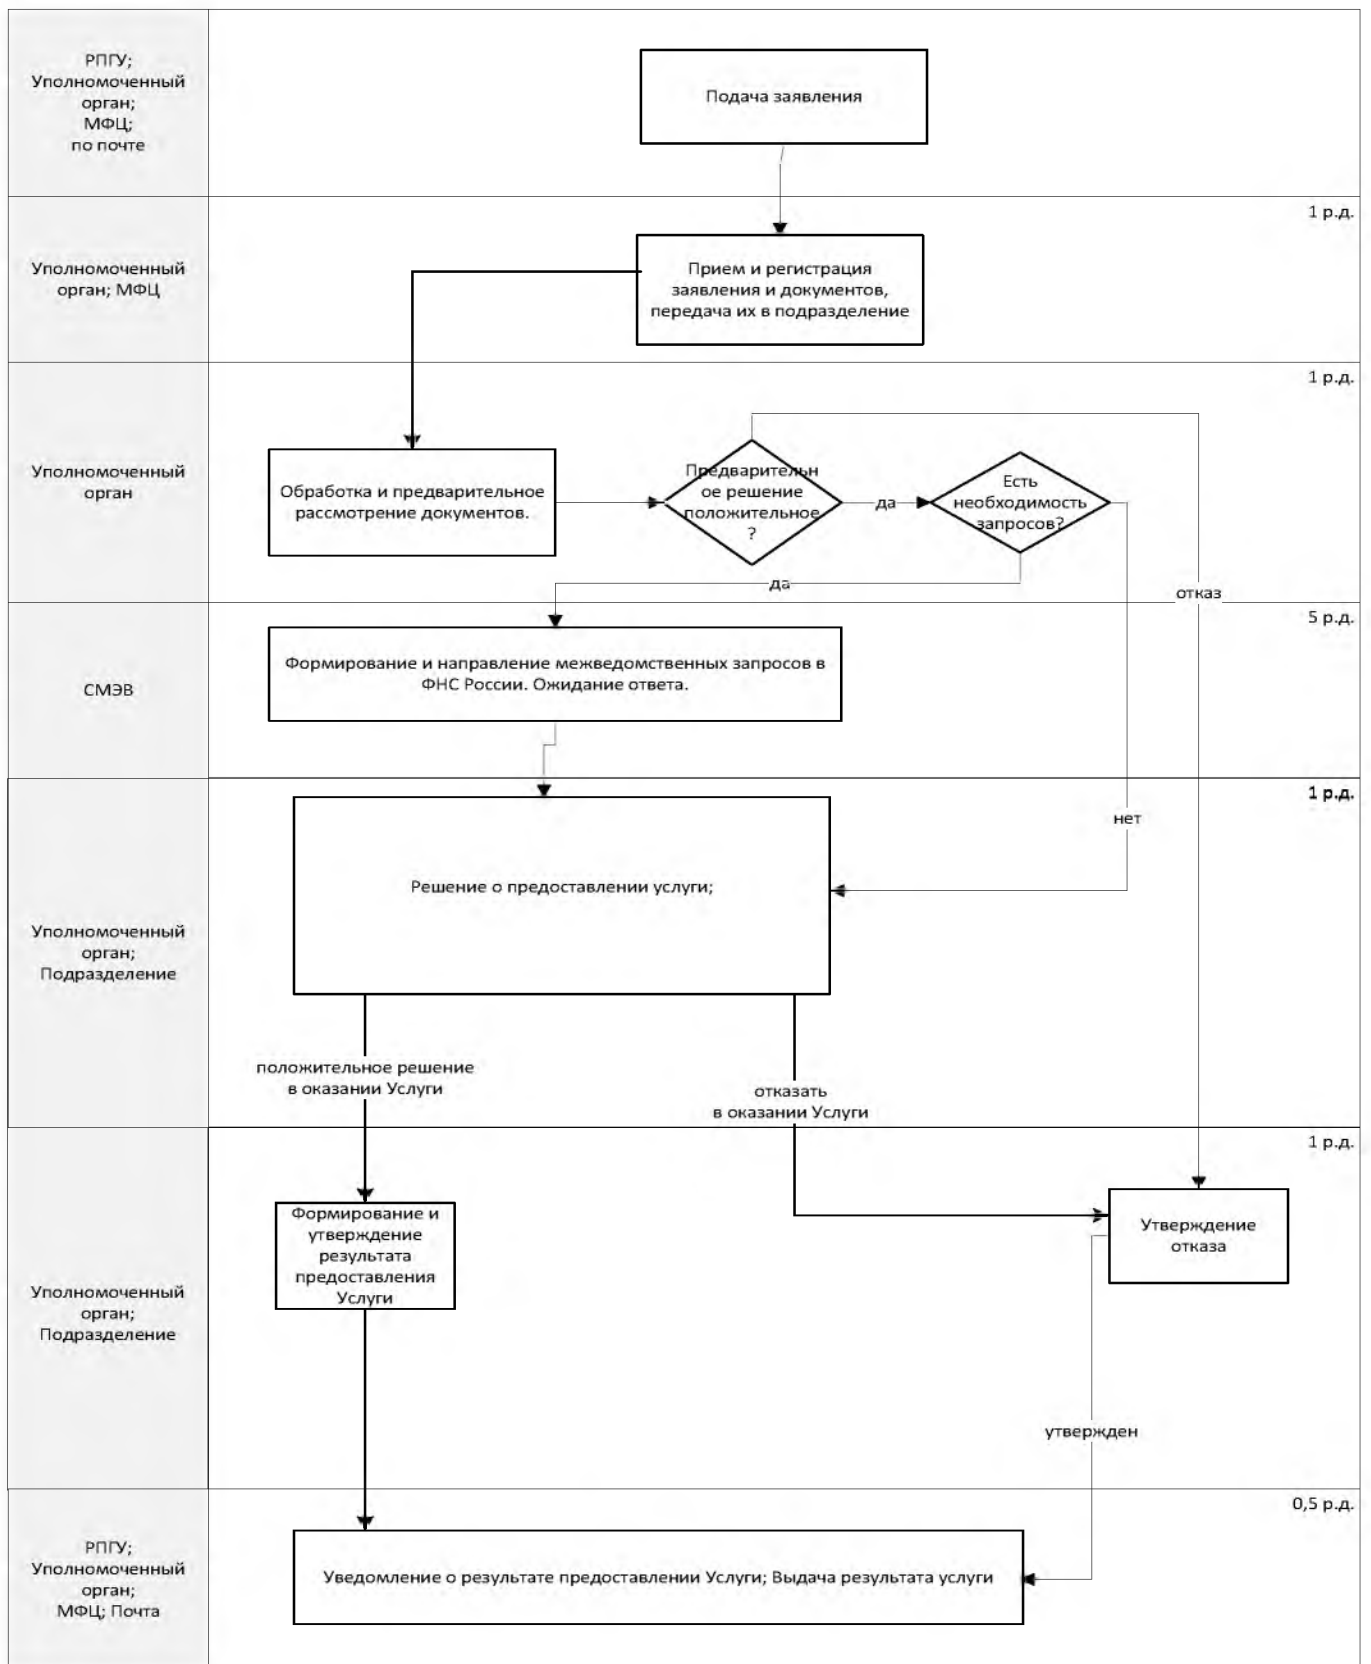 РПГУ;
Уполномоченный
орган;
МФЦ;
по почте
Подача заявления
1 р.д.
Уполномоченный
орган; МФЦ
Прием и регистрация
заявления и документов,
передача их в подразделение
1 р.д.
Уполномоченный
орган
Обработка и предварительное
рассмотрение документов.
Предварительн
ое решение
положительное
?
да
Есть
необходимость
запросов?
да
отказ
5 р.д.
СМЭВ
Формирование и направление межведомственных запросов в
ФНС России. Ожидание ответа.
1 р.д.
нет
Уполномоченный
орган;
Подразделение
Решение о предоставлении услуги;
положительное решение
в оказании Услуги
отказать
в оказании Услуги
1 р.д.
Уполномоченный
орган;
Подразделение
Формирование и
утверждение
результата
предоставления
Услуги
Утверждение
отказа
утвержден
0,5 р.д.
РПГУ;
Уполномоченный
орган;
МФЦ; Почта
Уведомление о результате предоставлении Услуги; Выдача результата услуги